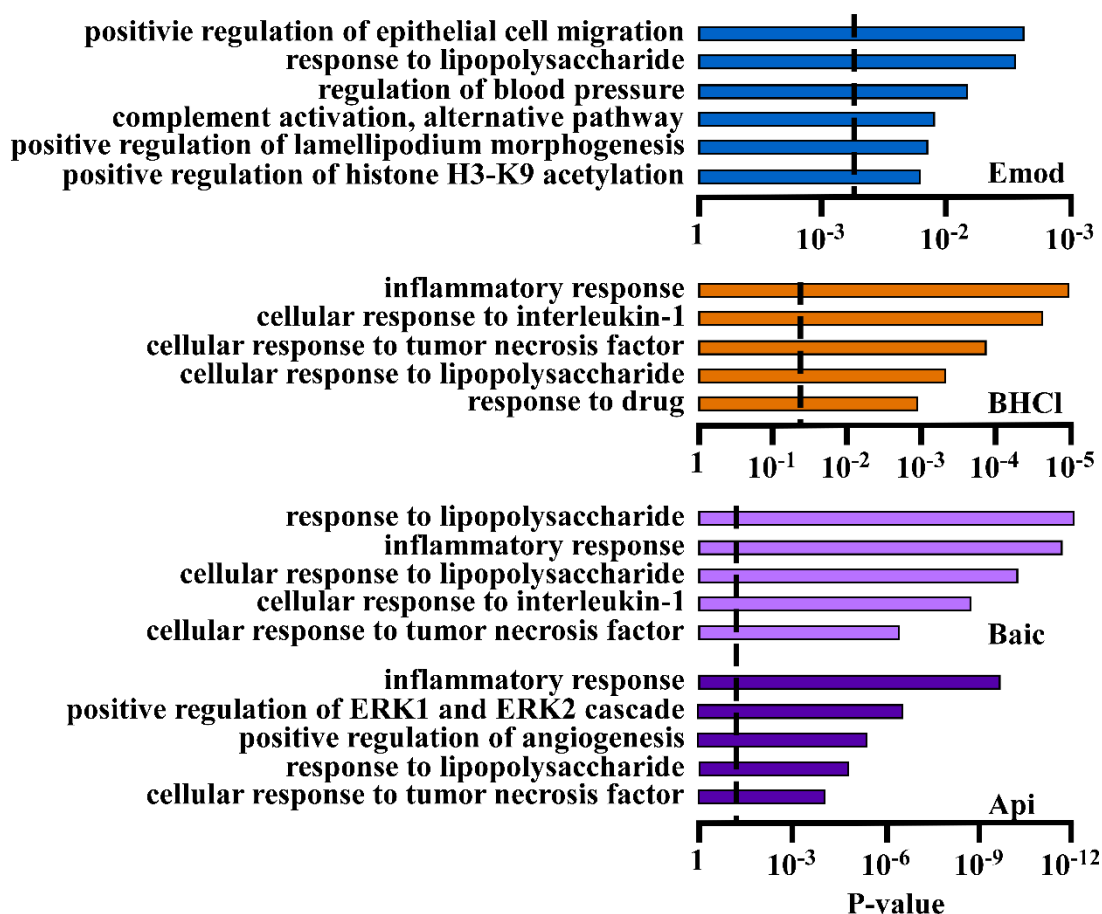 positivie regulation of epithelial cell migration
response to lipopolysaccharide
regulation of blood pressure
complement activation, alternative pathway
positive regulation of lamellipodium morphogenesis
positive regulation of histone H3-K9 acetylation
Emod
1 10⁻³ 10⁻² 10⁻³
inflammatory response
cellular response to interleukin-1
cellular response to tumor necrosis factor
cellular response to lipopolysaccharide
response to drug
BHCl
1 10⁻¹ 10⁻² 10⁻³ 10⁻⁴ 10⁻⁵
response to lipopolysaccharide
inflammatory response
cellular response to lipopolysaccharide
cellular response to interleukin-1
cellular response to tumor necrosis factor
Baic
inflammatory response
positive regulation of ERK1 and ERK2 cascade
positive regulation of angiogenesis
response to lipopolysaccharide
cellular response to tumor necrosis factor
Api
1 10⁻³ 10⁻⁶ 10⁻⁹ 10⁻¹²
P-value